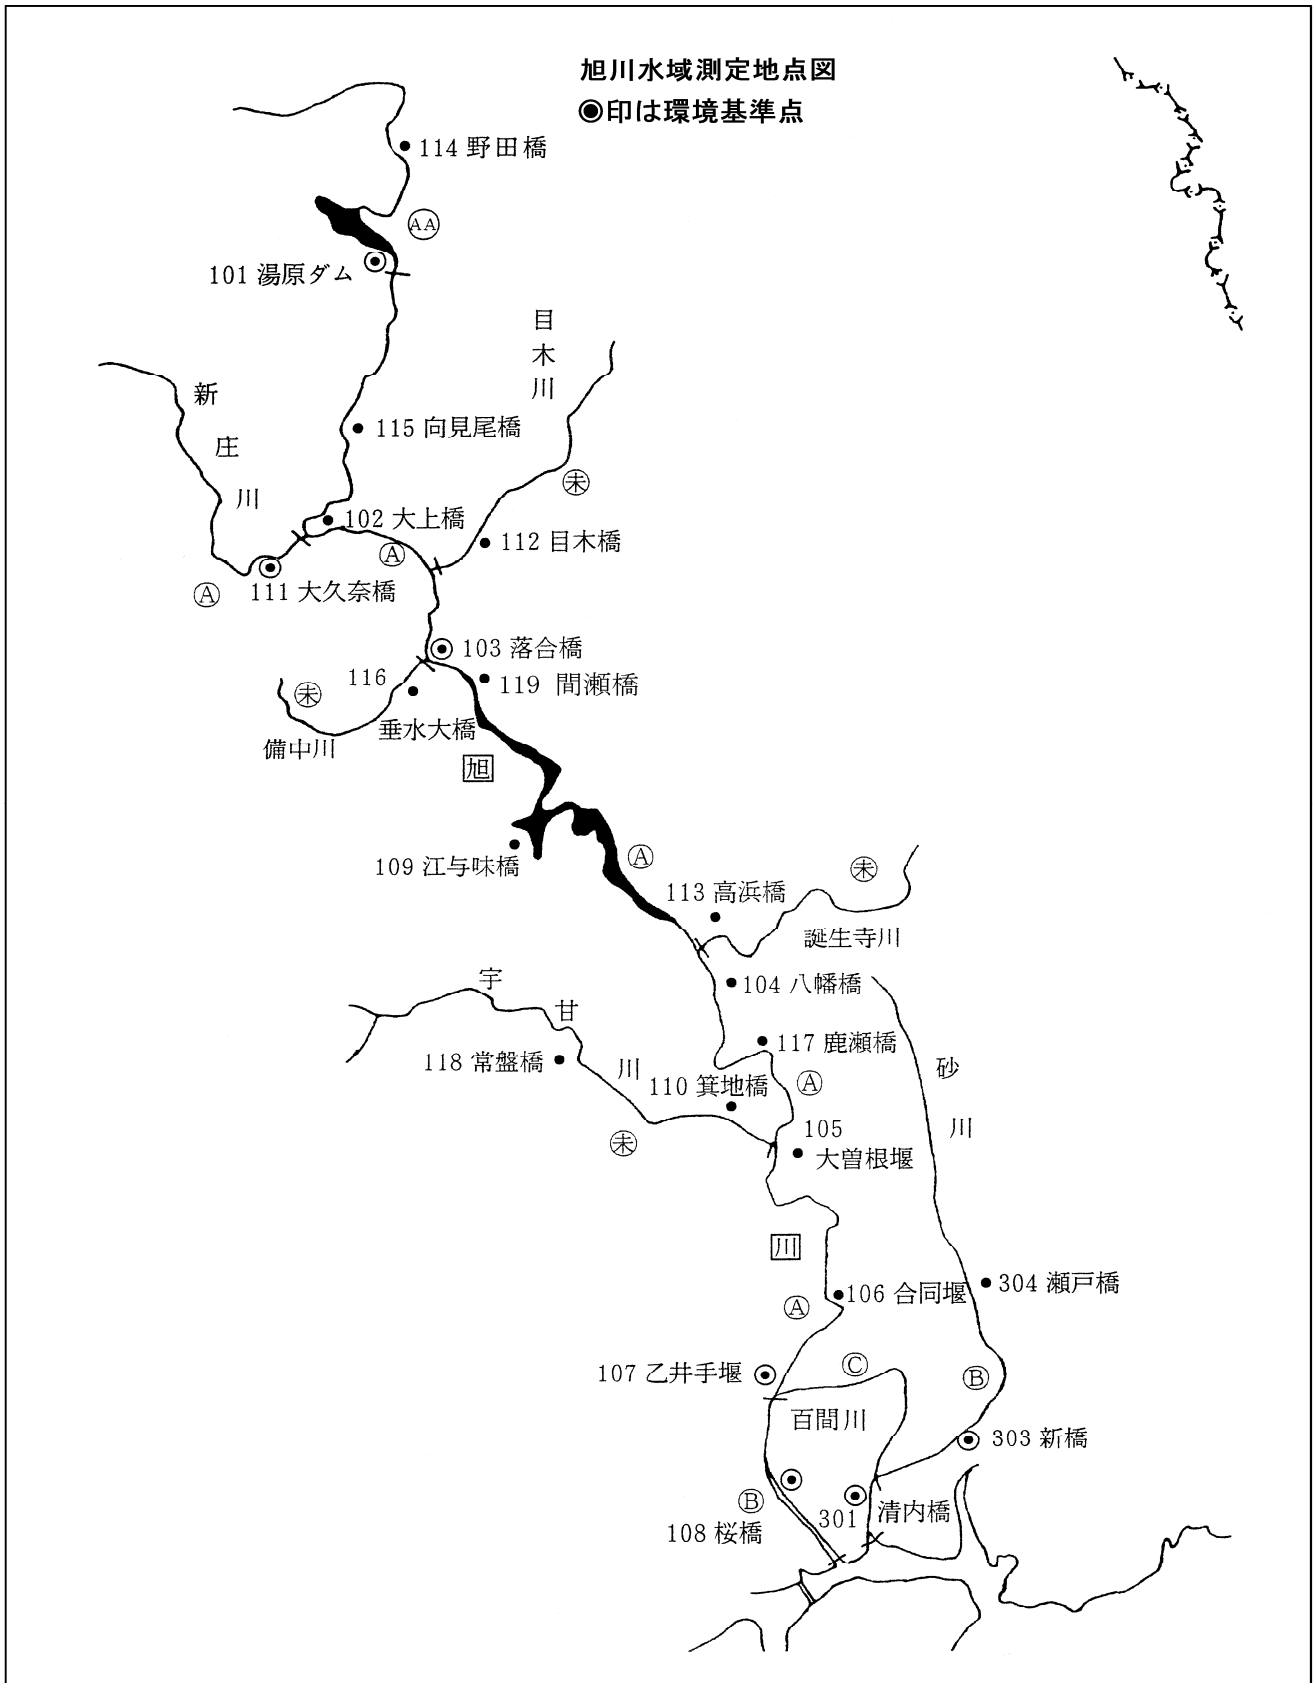 旭川水域測定地点図
◉印は環境基準点
114 野田橋
AA
101 湯原ダム
目木川
新庄川
115 向見尾橋
未
102 大上橋
A
112 目木橋
A
111 大久奈橋
103 落合橋
116
垂水大橋
119 間瀬橋
未
備中川
旭
109 江与味橋
A
113 高浜橋
未
誕生寺川
104 八幡橋
宇甘川
117 鹿瀬橋
118 常盤橋
砂川
110 箕地橋
A
未
105
大曽根堰
川
106 合同堰
304 瀬戸橋
A
107 乙井手堰
C
B
百間川
303 新橋
B
108 桜橋
301
清内橋